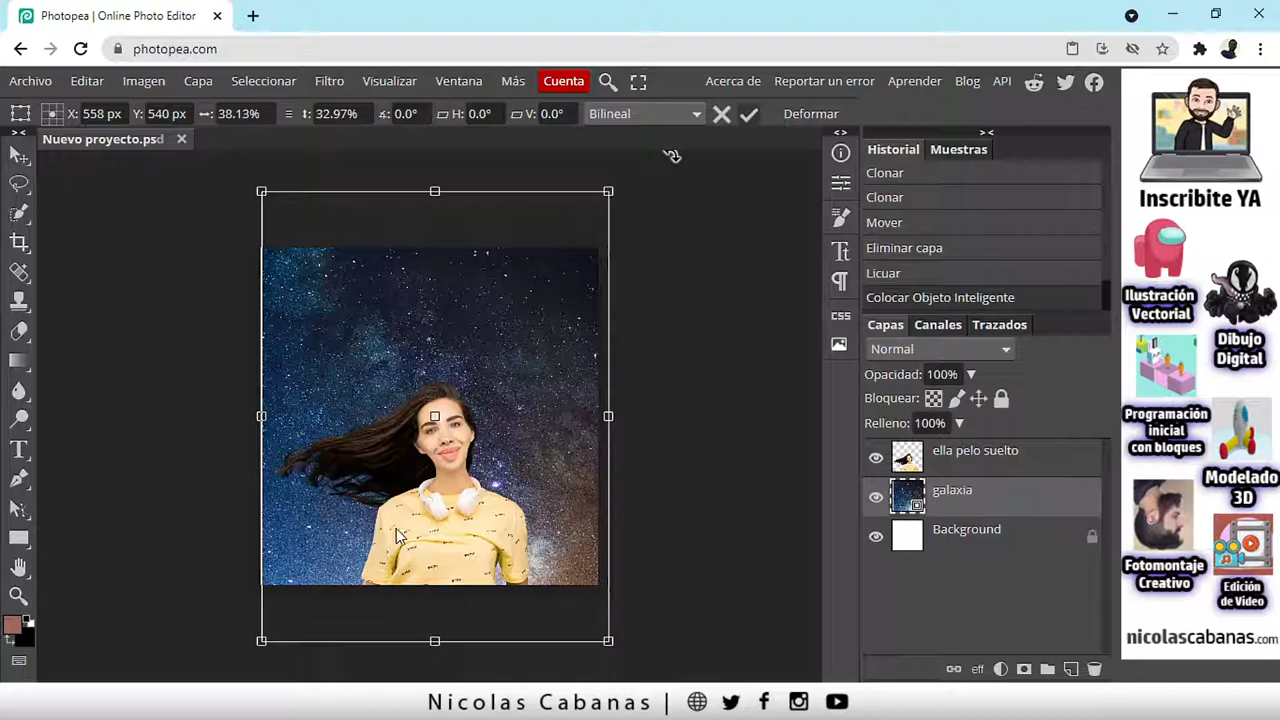 Photopea | Online Photo Editor
photopea.com
Archivo Editar Imagen Capa Seleccionar Filtro Visualizar Ventana Más Cuenta Acerca de Reportar un error Aprender Blog API
X: 558 px Y: 540 px 38.13% 32.97% 0.0° H: 0.0° V: 0.0° Bilineal Deformar
Nuevo proyecto.psd
Historial Muestras
Clonar
Clonar
Mover
Eliminar capa
Licuar
Colocar Objeto Inteligente
CSS
Capas Canales Trazados
Normal
Opacidad: 100%
Bloquear:
Relleno: 100%
ella pelo suelto
galaxia
Background
eff
Inscribite YA
Ilustración
Vectorial
Dibujo
Digital
Programación
inicial
con bloques
Modelado
3D
Fotomontaje
Creativo
Edición
de Video
nicolascabanas.com
Nicolas Cabanas |